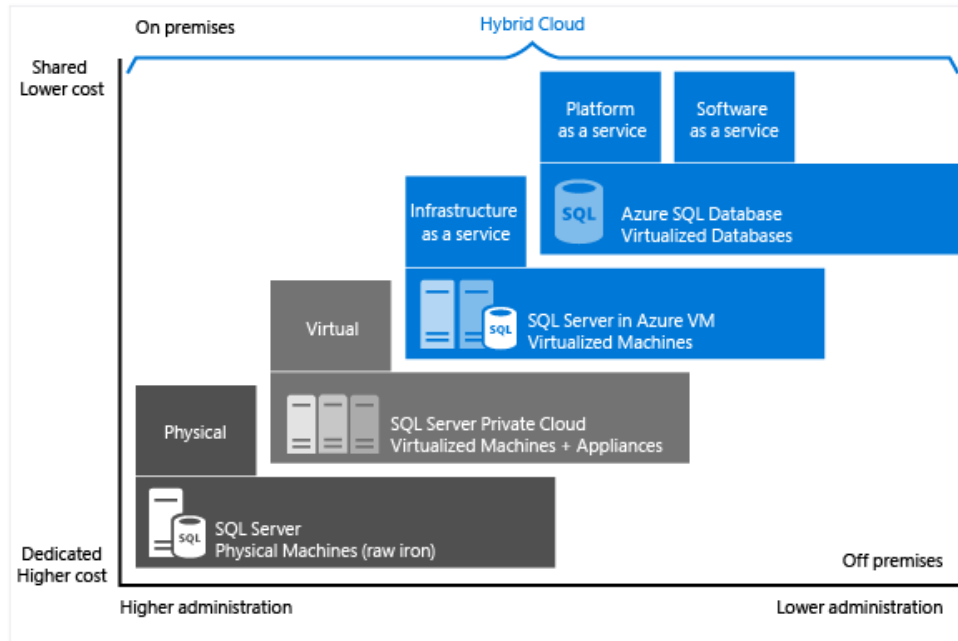 On premises
Hybrid Cloud
Shared
Lower cost
Platform
as a service
Software
as a service
Infrastructure
as a service
SQL
Azure SQL Database
Virtualized Databases
Virtual
SQL
SQL Server in Azure VM
Virtualized Machines
Physical
SQL Server Private Cloud
Virtualized Machines + Appliances
SQL
SQL Server
Physical Machines (raw iron)
Dedicated
Higher cost
Off premises
Higher administration
Lower administration